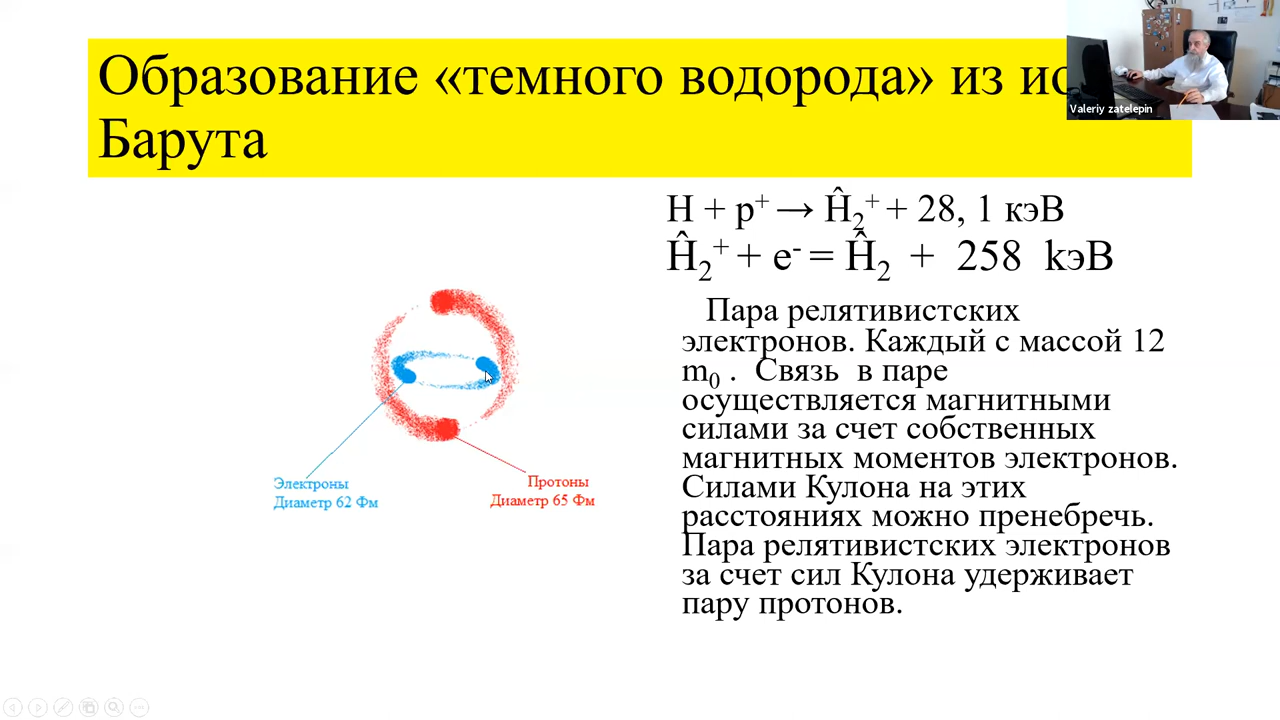 Образование «темного водорода» из
Барута
Valeriy zatelepin
H + p⁺ → Ĥ₂⁺ + 28, 1 кэВ
Ĥ₂⁺ + e⁻ = Ĥ₂ + 258 kэВ
Пара релятивистских
электронов. Каждый с массой 12
m₀ . Связь в паре
осуществляется магнитными
силами за счет собственных
магнитных моментов электронов.
Силами Кулона на этих
расстояниях можно пренебречь.
Пара релятивистских электронов
за счет сил Кулона удерживает
пару протонов.
Электроны
Диаметр 62 Фм
Протоны
Диаметр 65 Фм